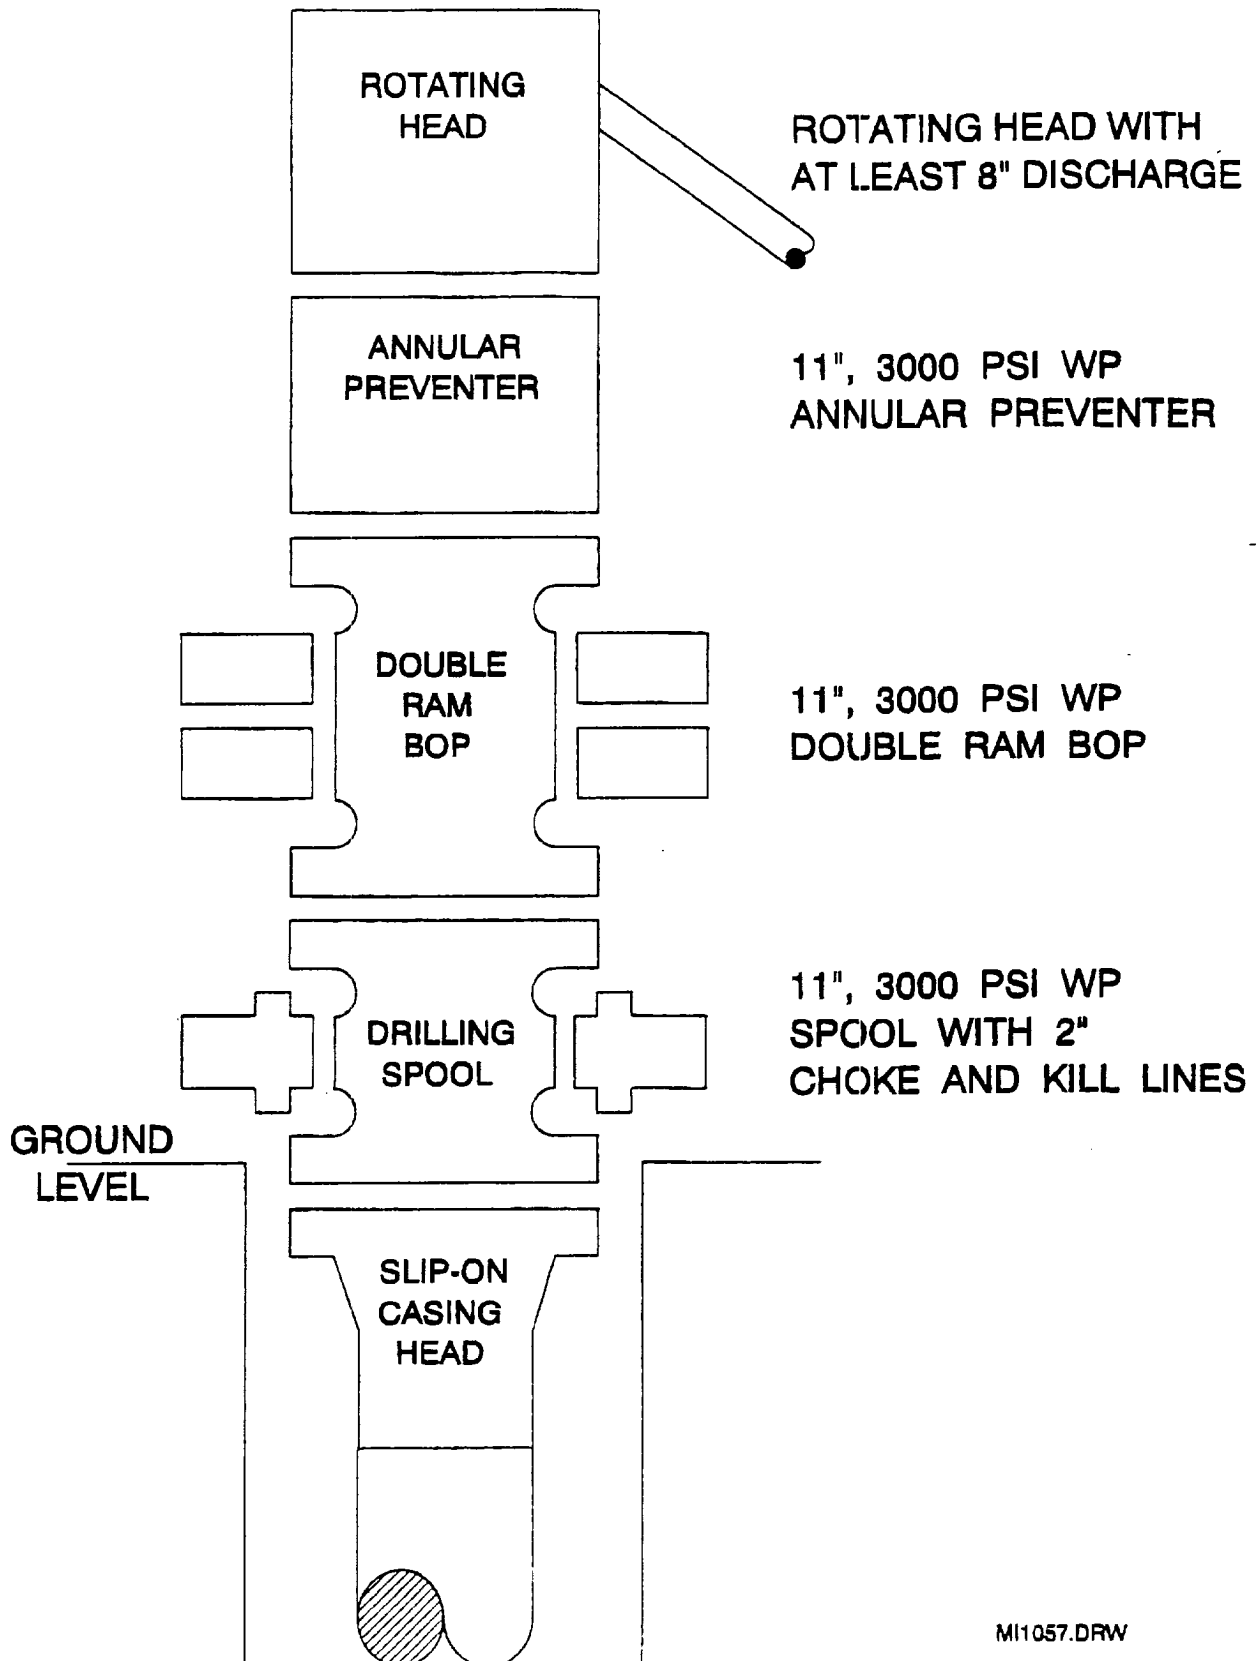 ROTATING
HEAD
ROTATING HEAD WITH
AT LEAST 8" DISCHARGE
ANNULAR
PREVENTER
11", 3000 PSI WP
ANNULAR PREVENTER
DOUBLE
RAM
BOP
11", 3000 PSI WP
DOUBLE RAM BOP
DRILLING
SPOOL
11", 3000 PSI WP
SPOOL WITH 2"
CHOKE AND KILL LINES
GROUND
LEVEL
SLIP-ON
CASING
HEAD
MI1057.DRW